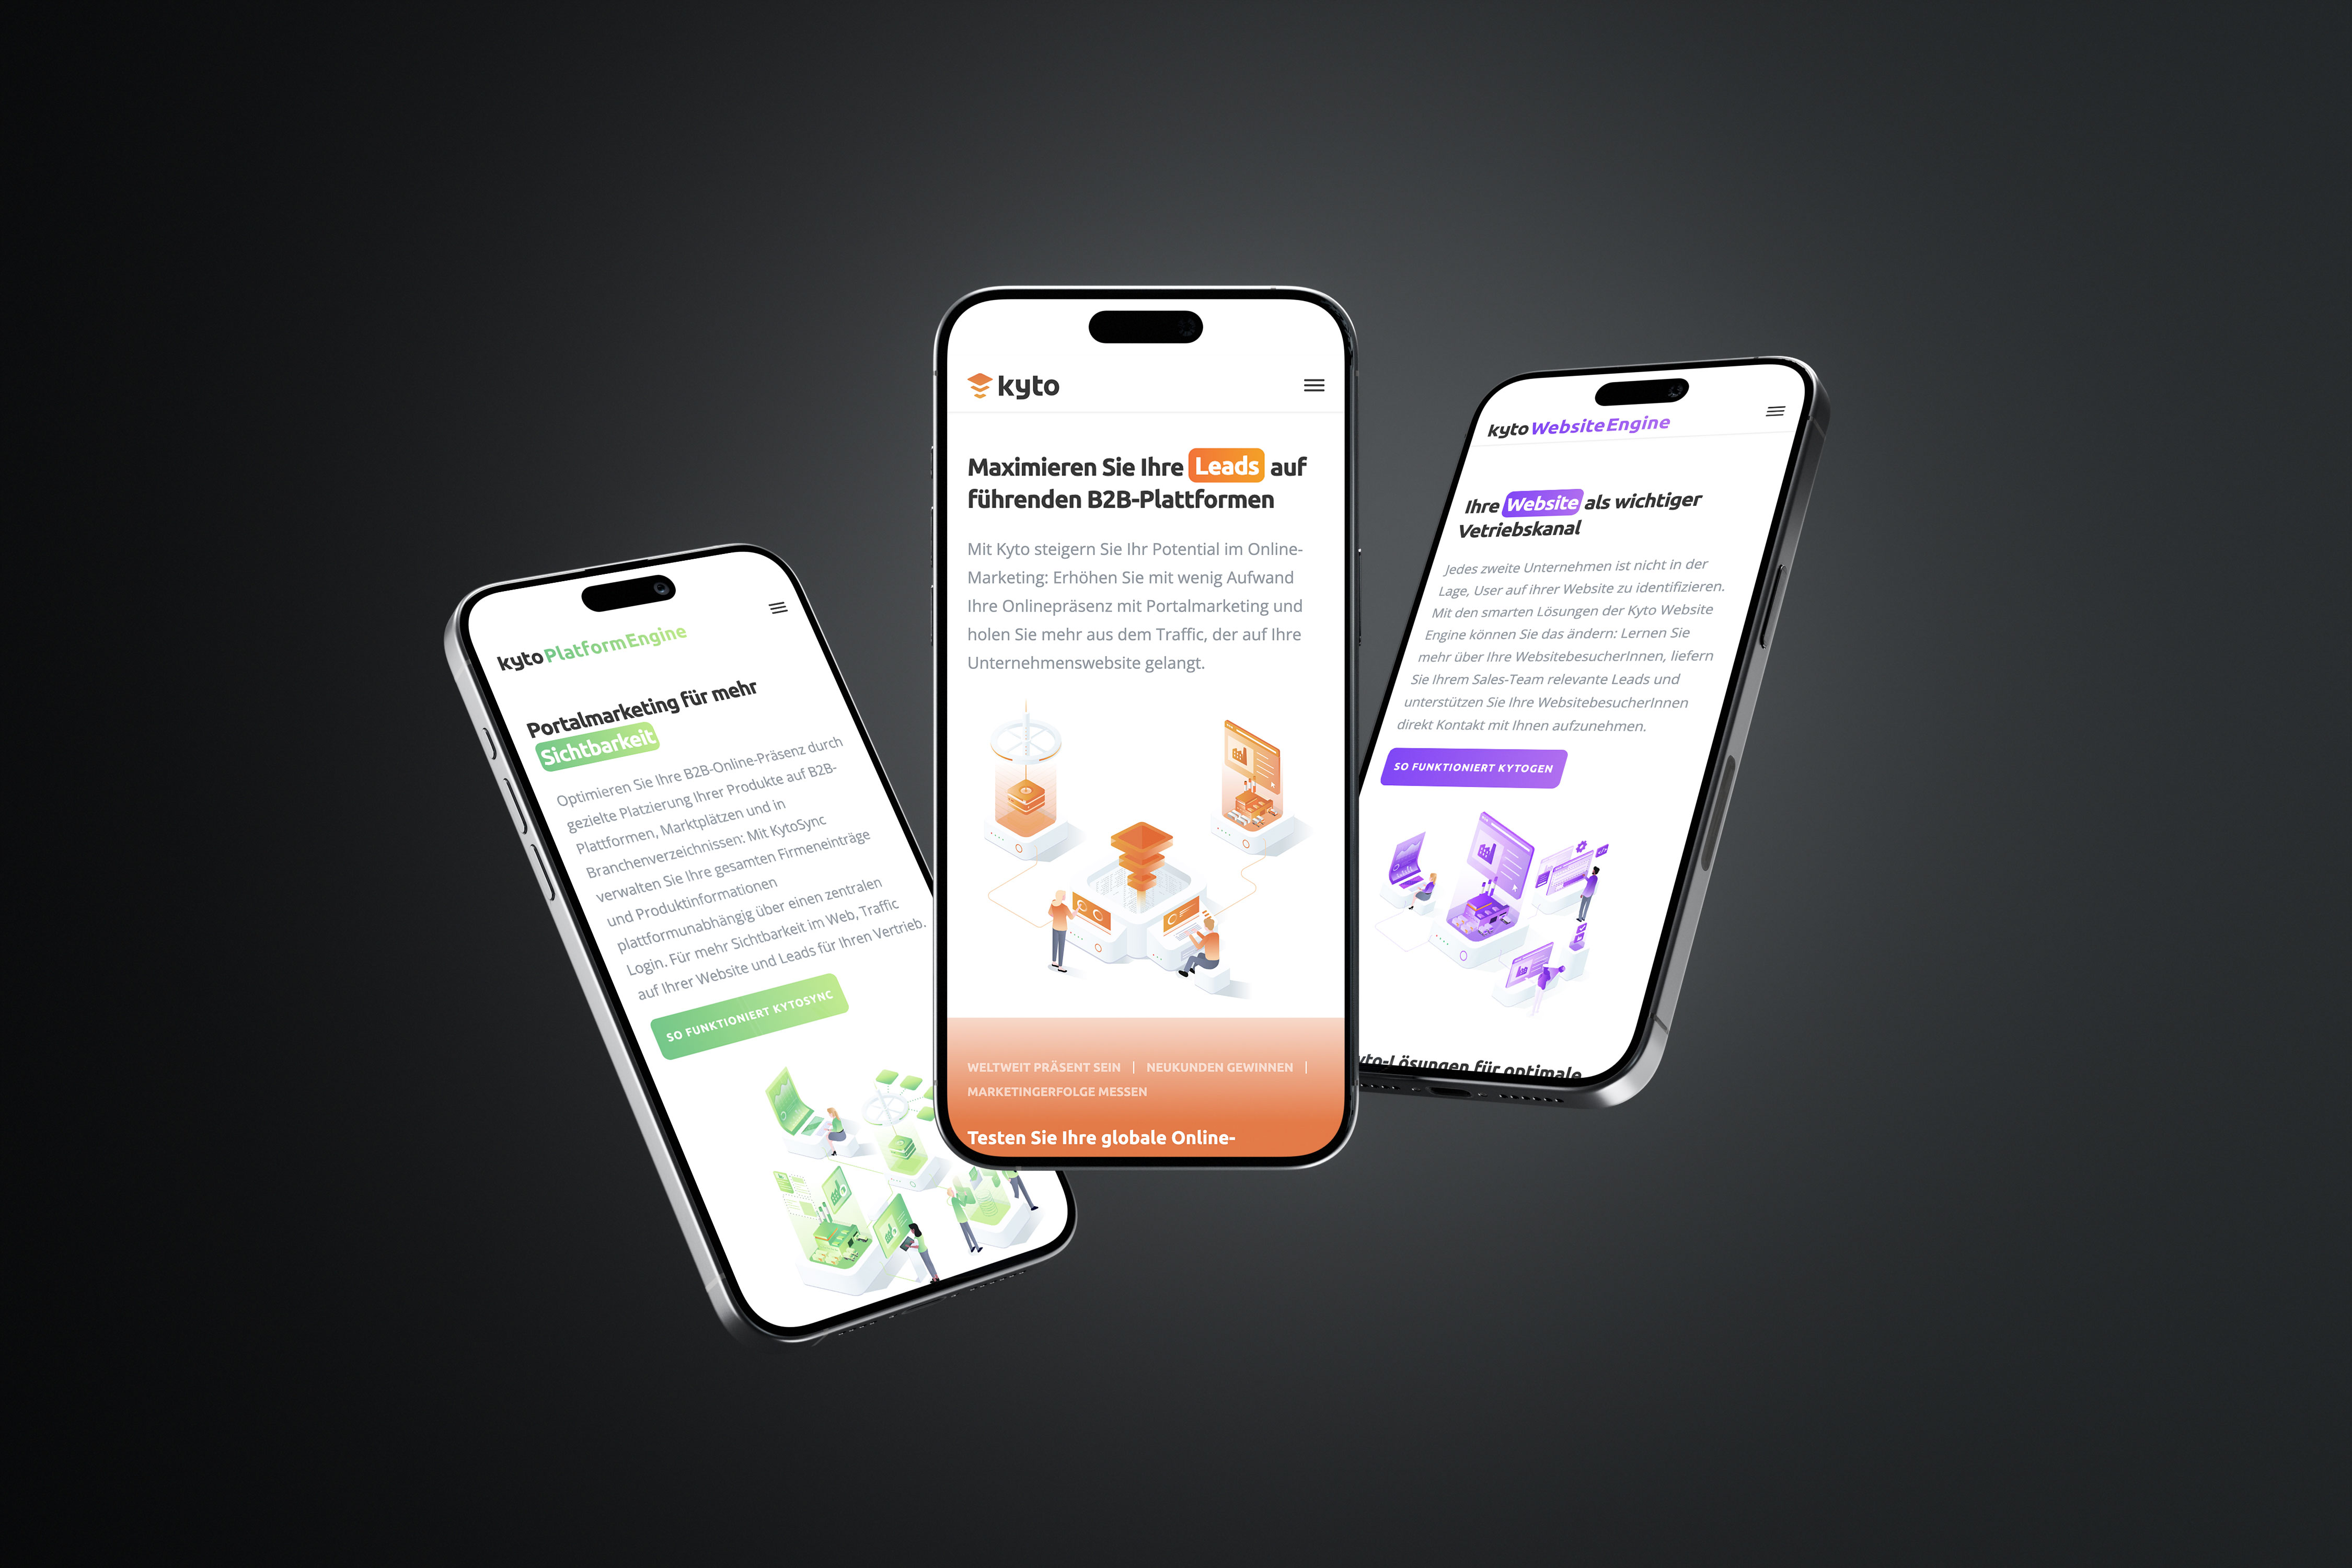 kyto PlatformEngine
Portalmarketing für mehr
Sichtbarkeit
Optimieren Sie Ihre B2B-Online-Präsenz durch
gezielte Platzierung Ihrer Produkte auf B2B-
Plattformen, Marktplätzen und in
Branchenverzeichnissen: Mit KytoSync
verwalten Sie Ihre gesamten Firmeneinträge
und Produktinformationen
plattformunabhängig über einen zentralen
Login. Für mehr Sichtbarkeit im Web, Traffic
auf Ihrer Website und Leads für Ihren Vertrieb.
SO FUNKTIONIERT KYTOSYNC
kyto
Maximieren Sie Ihre Leads auf
führenden B2B-Plattformen
Mit Kyto steigern Sie Ihr Potential im Online-
Marketing: Erhöhen Sie mit wenig Aufwand
Ihre Onlinepräsenz mit Portalmarketing und
holen Sie mehr aus dem Traffic, der auf Ihre
Unternehmenswebsite gelangt.
WELTWEIT PRÄSENT SEIN | NEUKUNDEN GEWINNEN |
MARKETINGERFOLGE MESSEN
Testen Sie Ihre globale Online-
kyto WebsiteEngine
Ihre Website als wichtiger
Vetriebskanal
Jedes zweite Unternehmen ist nicht in der
Lage, User auf ihrer Website zu identifizieren.
Mit den smarten Lösungen der Kyto Website
Engine können Sie das ändern: Lernen Sie
mehr über Ihre WebsitebesucherInnen, liefern
Sie Ihrem Sales-Team relevante Leads und
unterstützen Sie Ihre WebsitebesucherInnen
direkt Kontakt mit Ihnen aufzunehmen.
SO FUNKTIONIERT KYTOGEN
yto-Lösungen für optimale